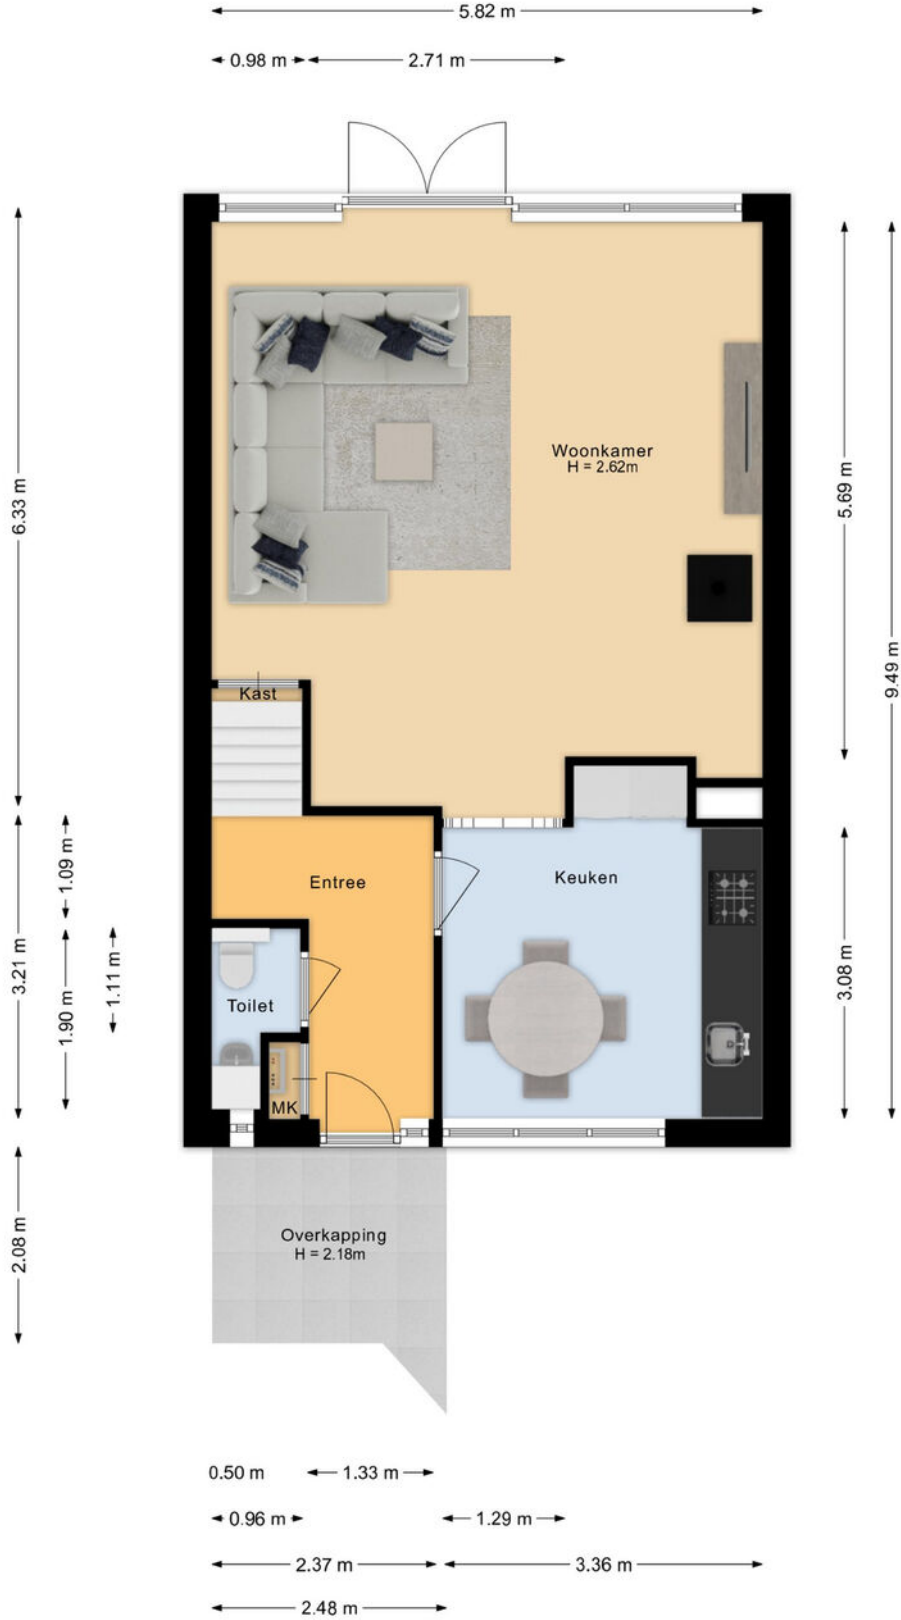 5.82 m
0.98 m
2.71 m
6.33 m
5.69 m
9.49 m
Woonkamer
H = 2.62m
Kast
Entree
Keuken
1.09 m
3.21 m
1.90 m
1.11 m
3.08 m
Toilet
MK
Overkapping
H = 2.18m
2.08 m
0.50 m
1.33 m
0.96 m
1.29 m
2.37 m
3.36 m
2.48 m